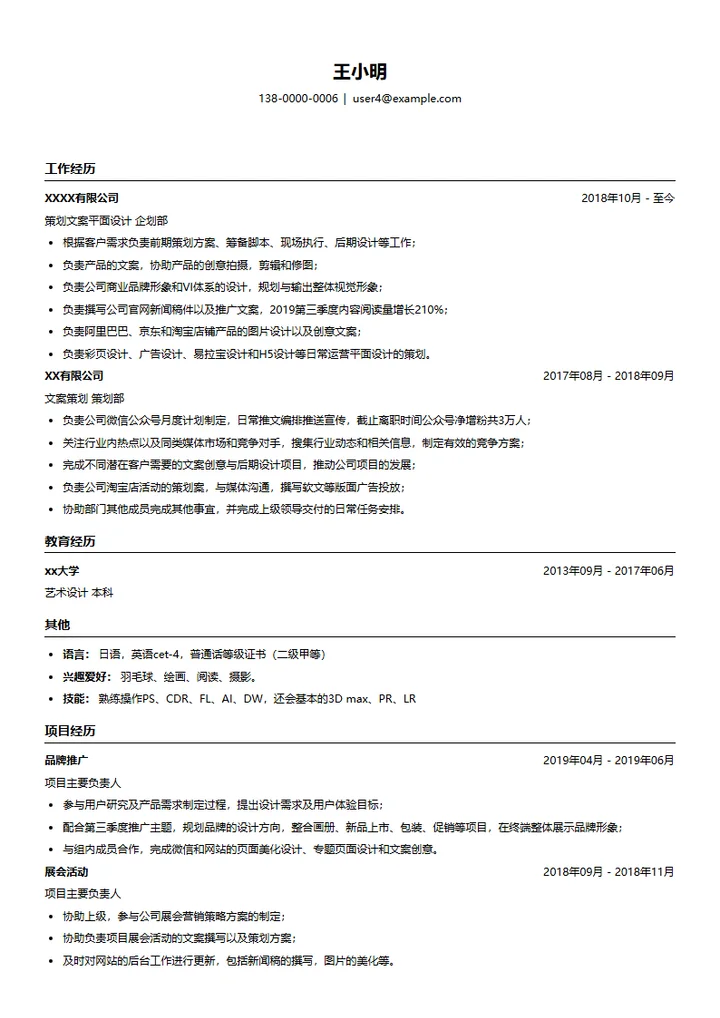 王小明
138-0000-0006 | user4@example.com
工作经历
XXXX有限公司 2018年10月 - 至今
策划文案平面设计 企划部
• 根据客户需求负责前期策划方案、筹备脚本、现场执行、后期设计等工作；
• 负责产品的文案，协助产品的创意拍摄，剪辑和修图；
• 负责公司商业品牌形象和VI体系的设计，规划与输出整体视觉形象；
• 负责撰写公司官网新闻稿件以及推广文案，2019第三季度内容阅读量增长210%；
• 负责阿里巴巴、京东和淘宝店铺产品的图片设计以及创意文案；
• 负责彩页设计、广告设计、易拉宝设计和H5设计等日常运营平面设计的策划。
XX有限公司 2017年08月 - 2018年09月
文案策划 策划部
• 负责公司微信公众号月度计划制定，日常推文编排推送宣传，截止离职时间公众号净增粉共3万人；
• 关注行业内热点以及同类媒体市场和竞争对手，搜集行业动态和相关信息，制定有效的竞争方案；
• 完成不同潜在客户需要的文案创意与后期设计项目，推动公司项目的发展；
• 负责公司淘宝店活动的策划案，与媒体沟通，撰写软文等版面广告投放；
• 协助部门其他成员完成其他事宜，并完成上级领导交付的日常任务安排。
教育经历
xx大学 2013年09月 - 2017年06月
艺术设计 本科
其他
• 语言： 日语，英语cet-4，普通话等级证书（二级甲等）
• 兴趣爱好： 羽毛球、绘画、阅读、摄影。
• 技能： 熟练操作PS、CDR、FL、AI、DW，还会基本的3D max、PR、LR
项目经历
品牌推广 2019年04月 - 2019年06月
项目主要负责人
• 参与用户研究及产品需求制定过程，提出设计需求及用户体验目标；
• 配合第三季度推广主题，规划品牌的设计方向，整合画册、新品上市、包装、促销等项目，在终端整体展示品牌形象；
• 与组内成员合作，完成微信和网站的页面美化设计、专题页面设计和文案创意。
展会活动 2018年09月 - 2018年11月
项目主要负责人
• 协助上级，参与公司展会营销策略方案的制定；
• 协助负责项目展会活动的文案撰写以及策划方案；
• 及时对网站的后台工作进行更新，包括新闻稿的撰写，图片的美化等。